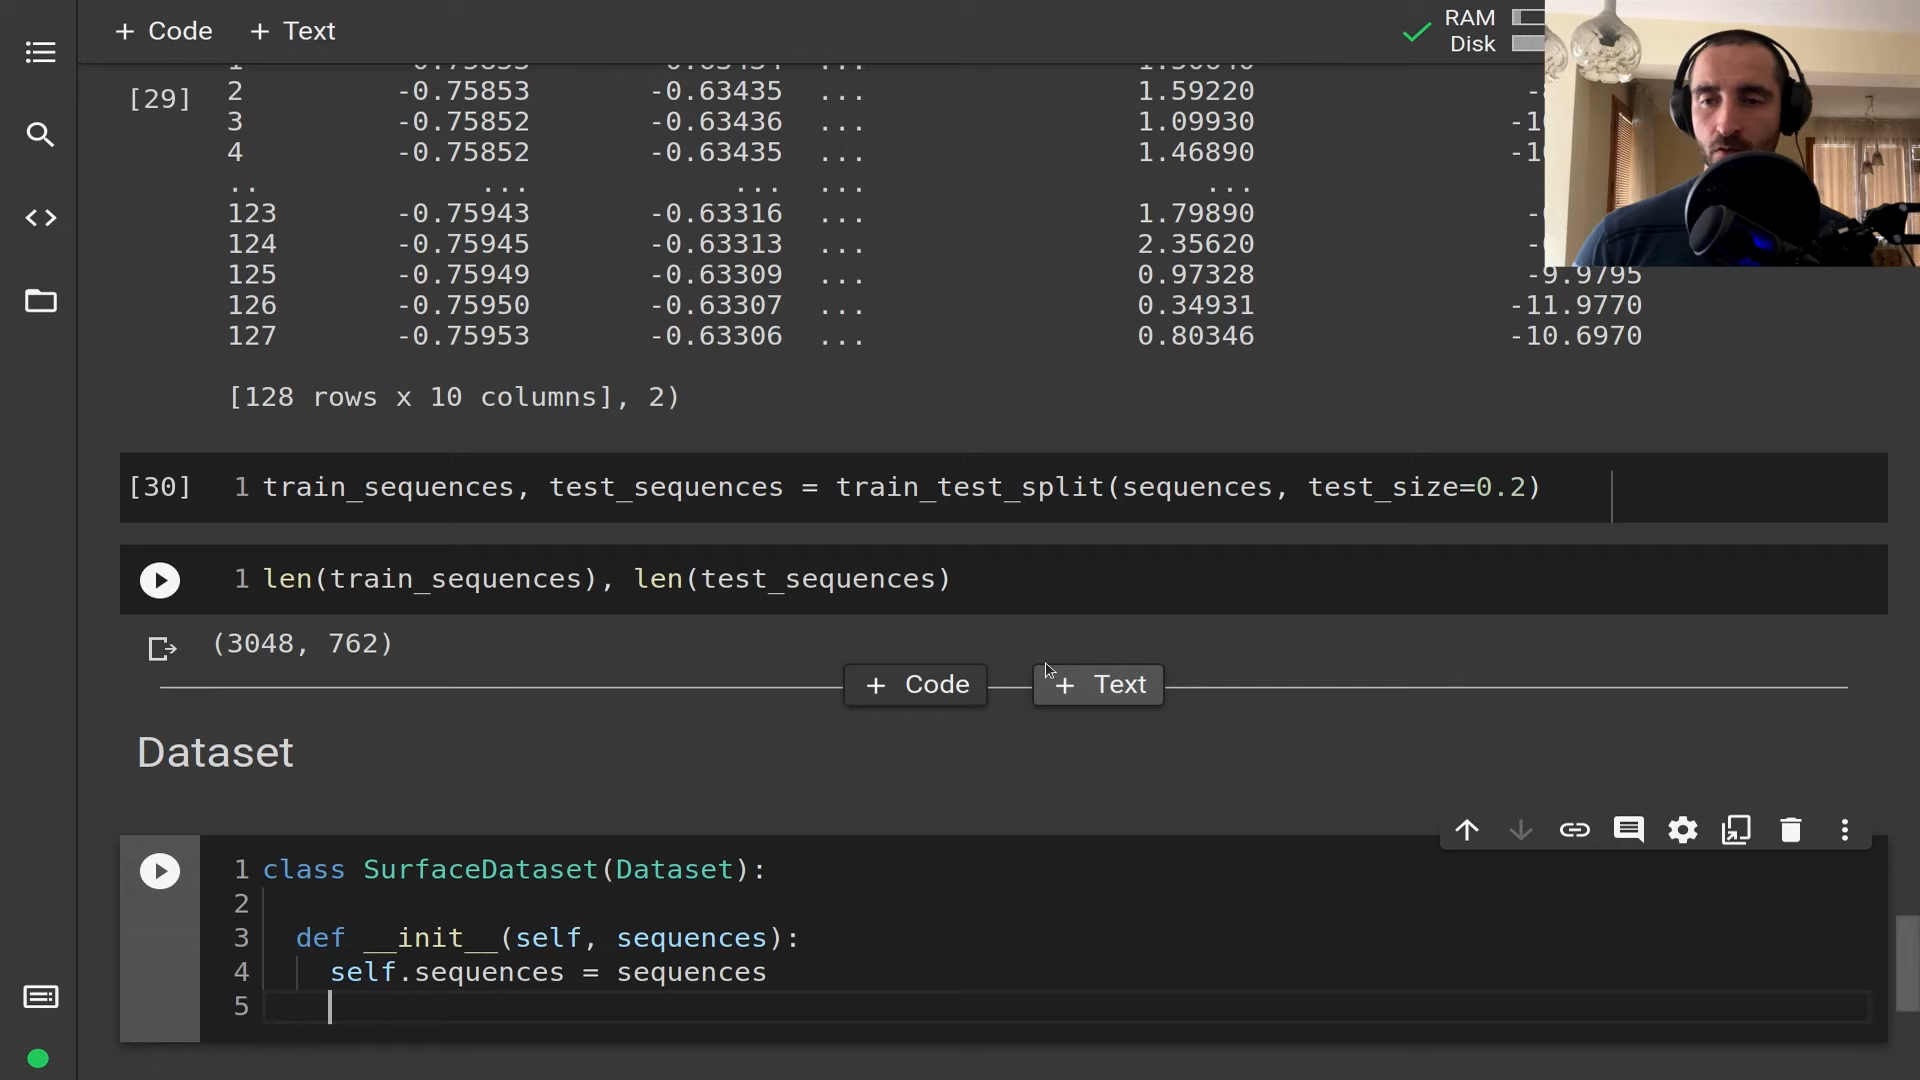 + Code + Text
RAM
Disk
[29]
2 -0.75853 -0.63435 ... 1.59220
3 -0.75852 -0.63436 ... 1.09930
4 -0.75852 -0.63435 ... 1.46890
.. ... ... ... ...
123 -0.75943 -0.63316 ... 1.79890
124 -0.75945 -0.63313 ... 2.35620
125 -0.75949 -0.63309 ... 0.97328 -9.9795
126 -0.75950 -0.63307 ... 0.34931 -11.9770
127 -0.75953 -0.63306 ... 0.80346 -10.6970
[128 rows x 10 columns], 2)
[30] 1 train_sequences, test_sequences = train_test_split(sequences, test_size=0.2)
1 len(train_sequences), len(test_sequences)
(3048, 762)
+ Code + Text
Dataset
1 class SurfaceDataset(Dataset):
2
3 def __init__(self, sequences):
4 self.sequences = sequences
5